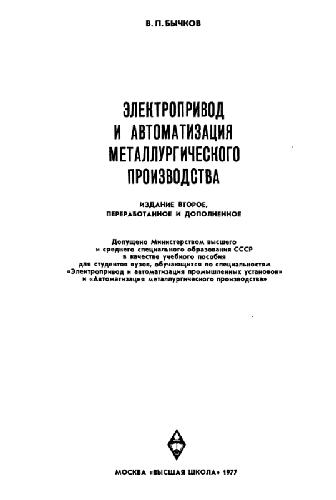 В. П. БЫЧКОВ
ЭЛЕКТРОПРИВОД
И АВТОМАТИЗАЦИЯ
МЕТАЛЛУРГИЧЕСКОГО
ПРОИЗВОДСТВА
ИЗДАНИЕ ВТОРОЕ,
ПЕРЕРАБОТАННОЕ И ДОПОЛНЕННОЕ
Допущено Министерством высшего
и среднего специального образования СССР
в качестве учебного пособия
для студентов вузов, обучающихся по специальностям
«Электропривод и автоматизация промышленных установок»
и «Автоматизация металлургического производства»
МОСКВА «ВЫСШАЯ ШКОЛА» 1977